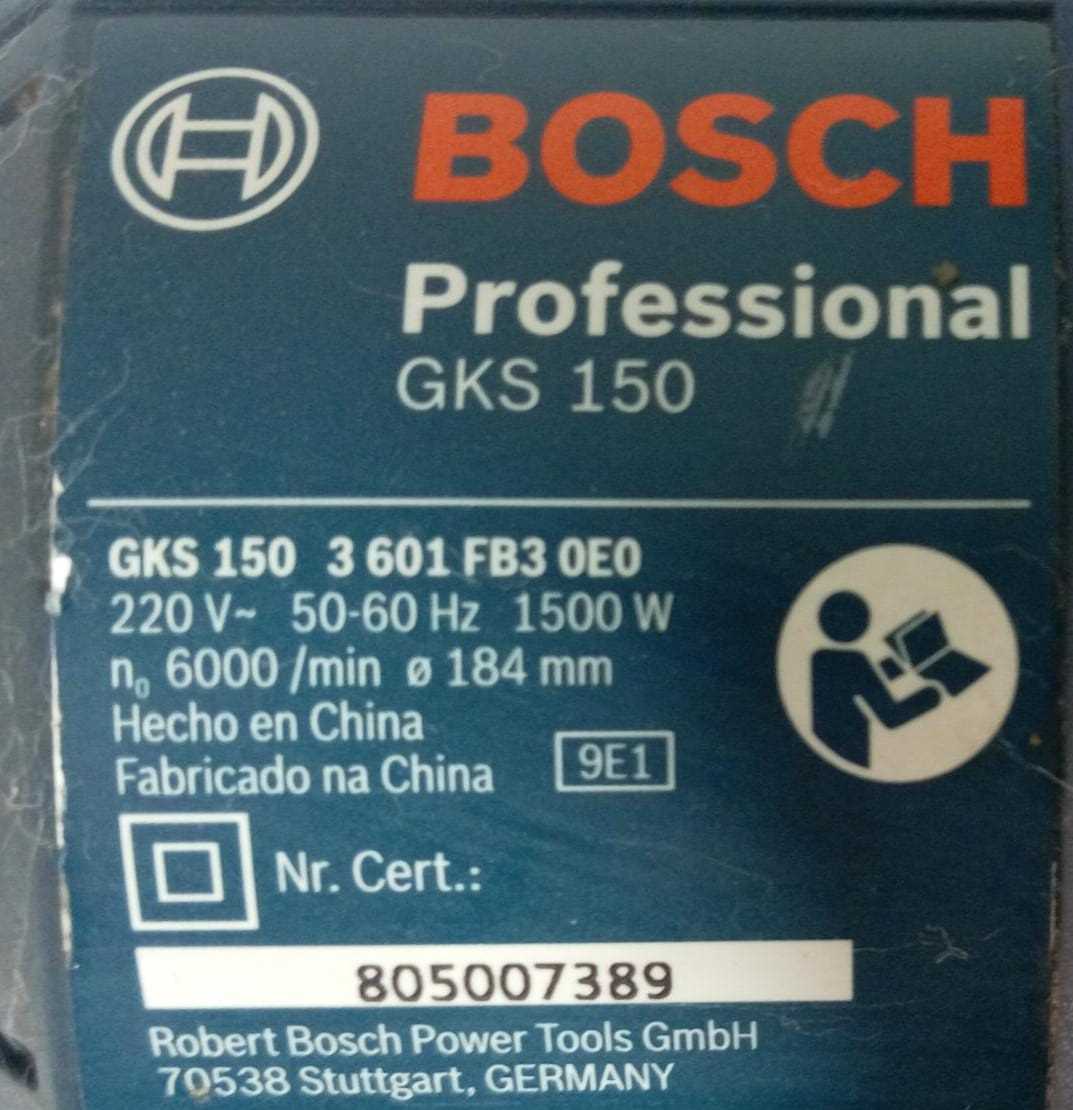 BOSCH
Professional
GKS 150
GKS 150 3 601 FB3 0E0
220 V~ 50-60 Hz 1500 W
n₀ 6000 /min ø 184 mm
Hecho en China
Fabricado na China 9E1
Nr. Cert.:
805007389
Robert Bosch Power Tools GmbH
70538 Stuttgart, GERMANY